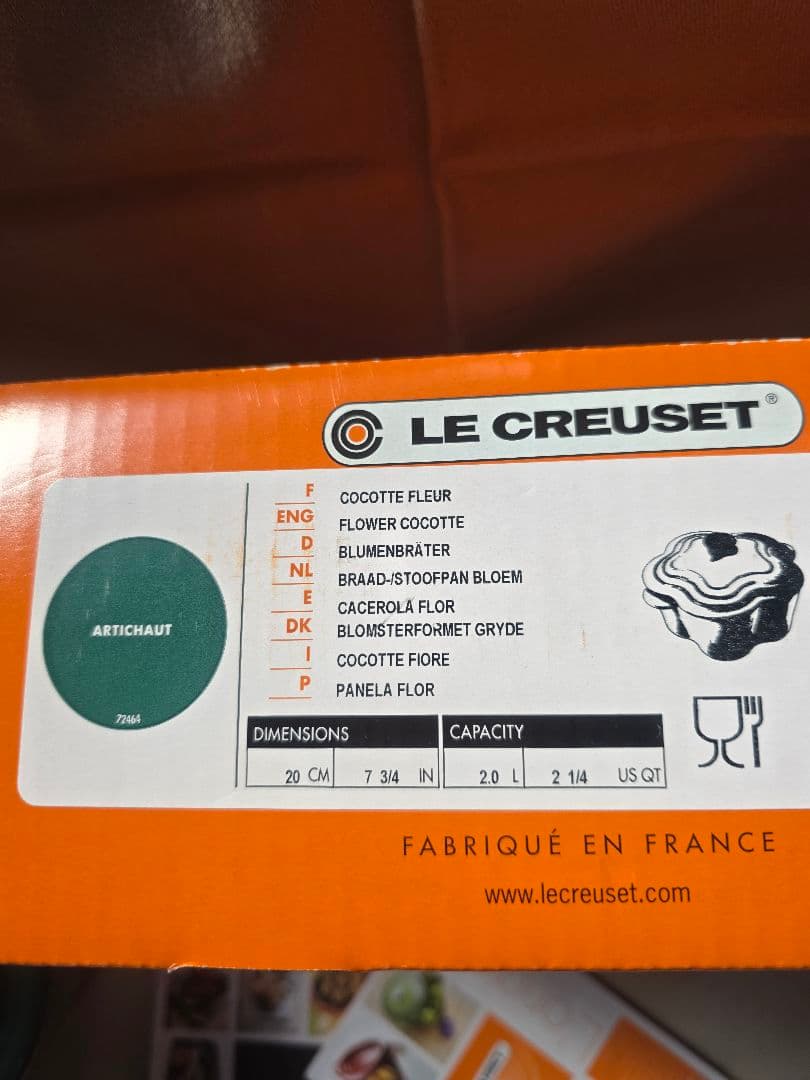 LE CREUSET®
F COCOTTE FLEUR
ENG FLOWER COCOTTE
D BLUMENBRÄTER
NL BRAAD-/STOOFPAN BLOEM
E CACEROLA FLOR
DK BLOMSTERFORMET GRYDE
I COCOTTE FIORE
P PANELA FLOR
ARTICHAUT
72464
DIMENSIONS CAPACITY
20 CM 7 3/4 IN 2.0 L 2 1/4 US QT
FABRIQUÉ EN FRANCE
www.lecreuset.com